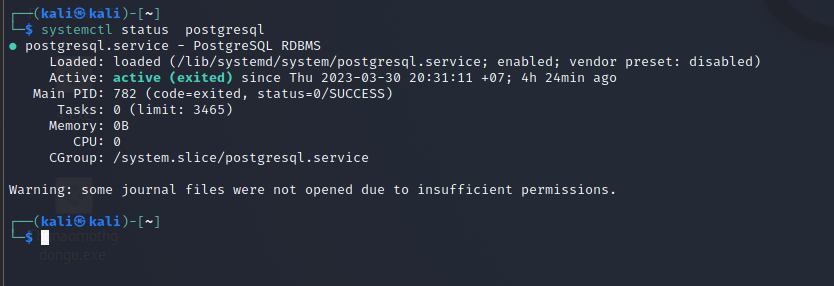 ┌──(kali㉿kali)-[~]
└─$ systemctl status  postgresql
● postgresql.service - PostgreSQL RDBMS
     Loaded: loaded (/lib/systemd/system/postgresql.service; enabled; vendor preset: disabled)
     Active: active (exited) since Thu 2023-03-30 20:31:11 +07; 4h 24min ago
   Main PID: 782 (code=exited, status=0/SUCCESS)
      Tasks: 0 (limit: 3465)
     Memory: 0B
        CPU: 0
     CGroup: /system.slice/postgresql.service
Warning: some journal files were not opened due to insufficient permissions.
┌──(kali㉿kali)-[~]
└─$
dongu.exe